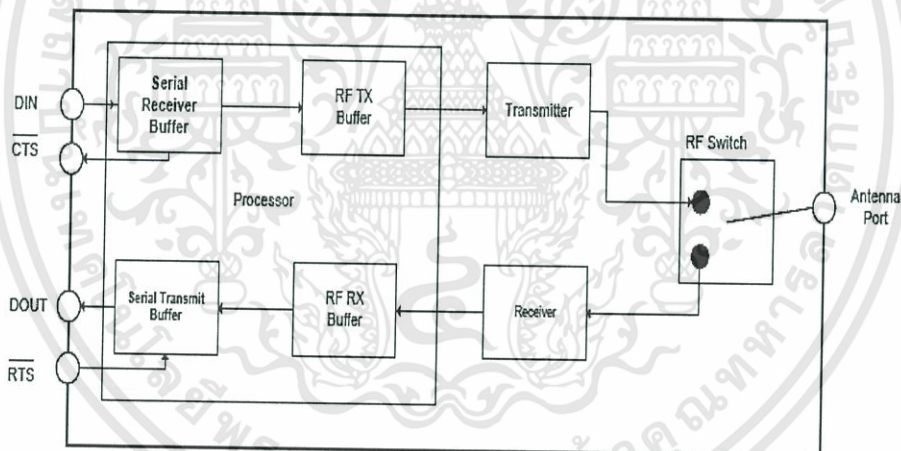 DIN
CTS
Serial
Receiver
Buffer
RF TX
Buffer
Transmitter
RF Switch
Antenna
Port
Processor
DOUT
RTS
Serial Transmit
Buffer
RF RX
Buffer
Receiver